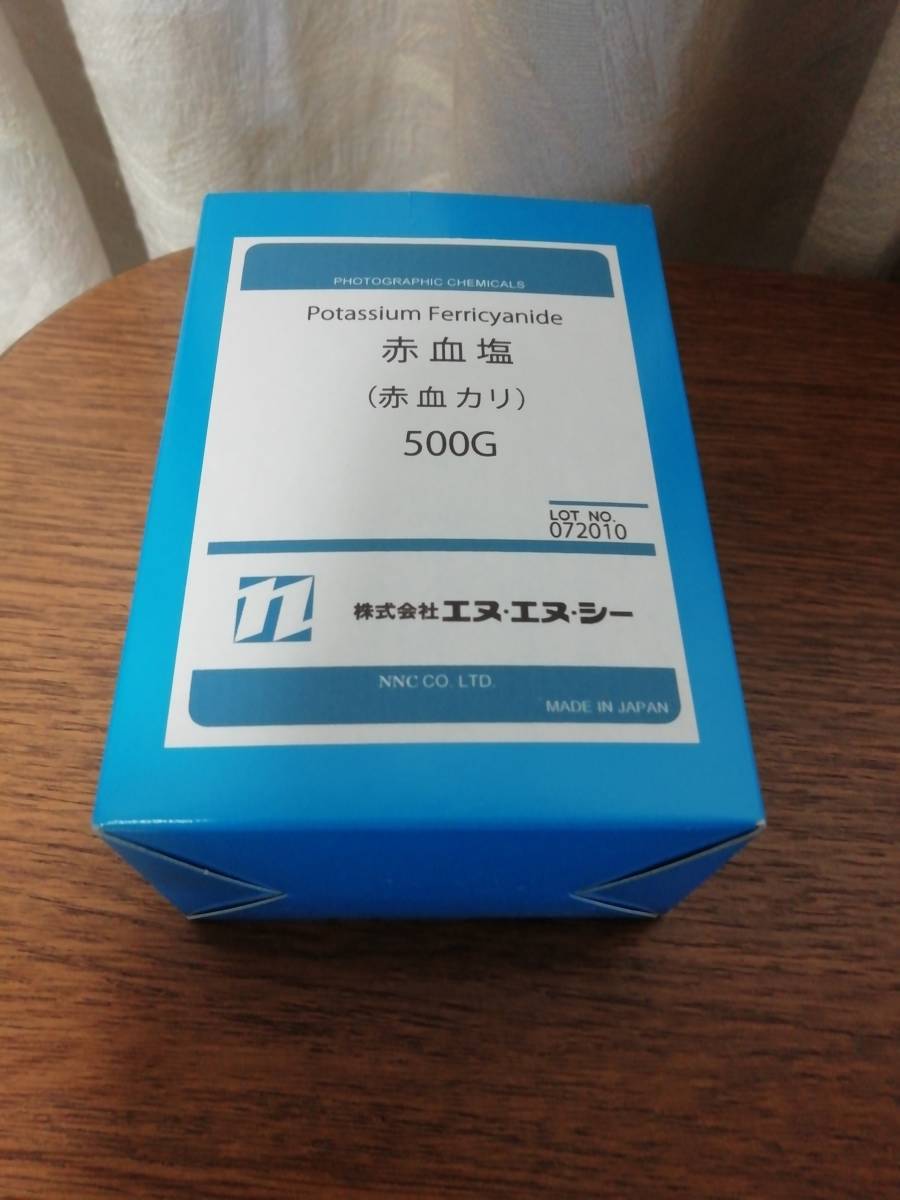 PHOTOGRAPHIC CHEMICALS
Potassium Ferricyanide
赤血塩
(赤血カリ)
500G
LOT NO.
072010
n
株式会社エヌ・エヌ・シー
NNC CO. LTD.
MADE IN JAPAN